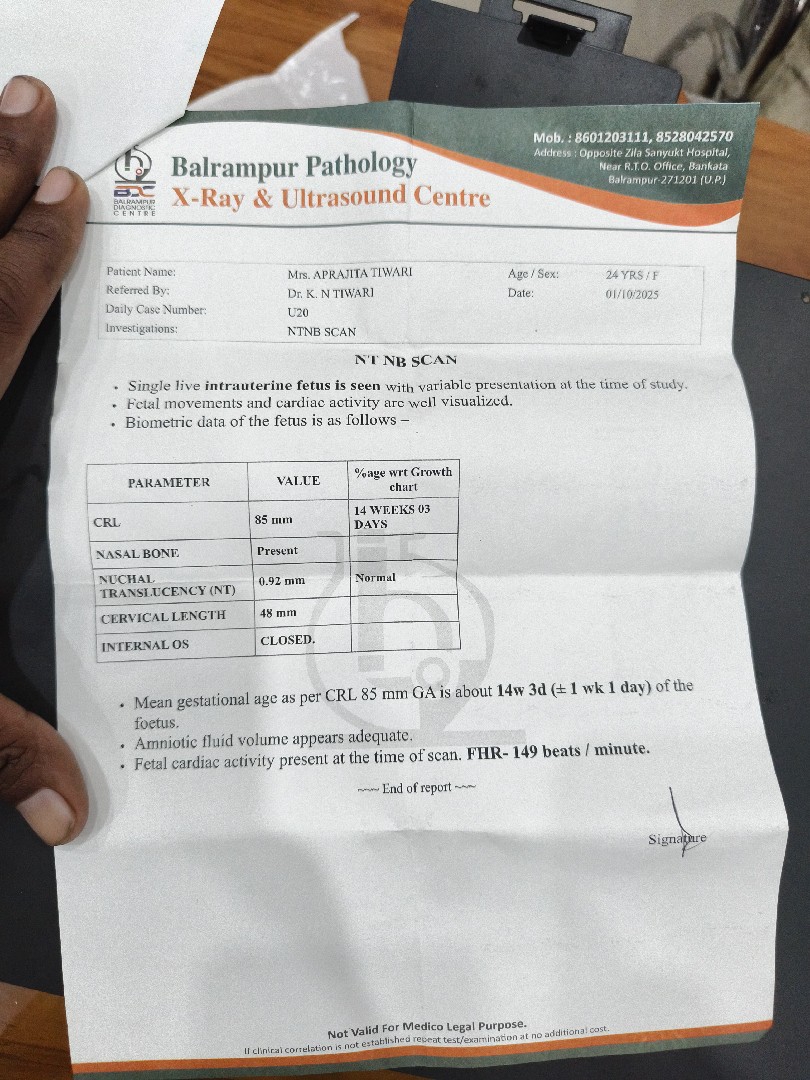 Mob. : 8601203111, 8528042570
Address : Opposite Zila Sanyukt Hospital,
Near R.T.O. Office, Bankata
Balrampur-271201 (U.P.)
BDC
BALRAMPUR
DIAGNOSTIC
CENTRE
Balrampur Pathology
X-Ray & Ultrasound Centre
Patient Name: Mrs. APRAJITA TIWARI Age / Sex: 24 YRS / F
Referred By: Dr. K. N TIWARI Date: 01/10/2025
Daily Case Number: U20
Investigations: NTNB SCAN
NT NB SCAN
• Single live intrauterine fetus is seen with variable presentation at the time of study.
• Fetal movements and cardiac activity are well visualized.
• Biometric data of the fetus is as follows –
PARAMETER VALUE %age wrt Growth
chart
CRL 85 mm 14 WEEKS 03
DAYS
NASAL BONE Present
NUCHAL
TRANSLUCENCY (NT) 0.92 mm Normal
CERVICAL LENGTH 48 mm
INTERNAL OS CLOSED.
• Mean gestational age as per CRL 85 mm GA is about 14w 3d (± 1 wk 1 day) of the
foetus.
• Amniotic fluid volume appears adequate.
• Fetal cardiac activity present at the time of scan. FHR- 149 beats / minute.
~~~ End of report ~~~
Signature
Not Valid For Medico Legal Purpose.
If clinical correlation is not established repeat test/examination at no additional cost.